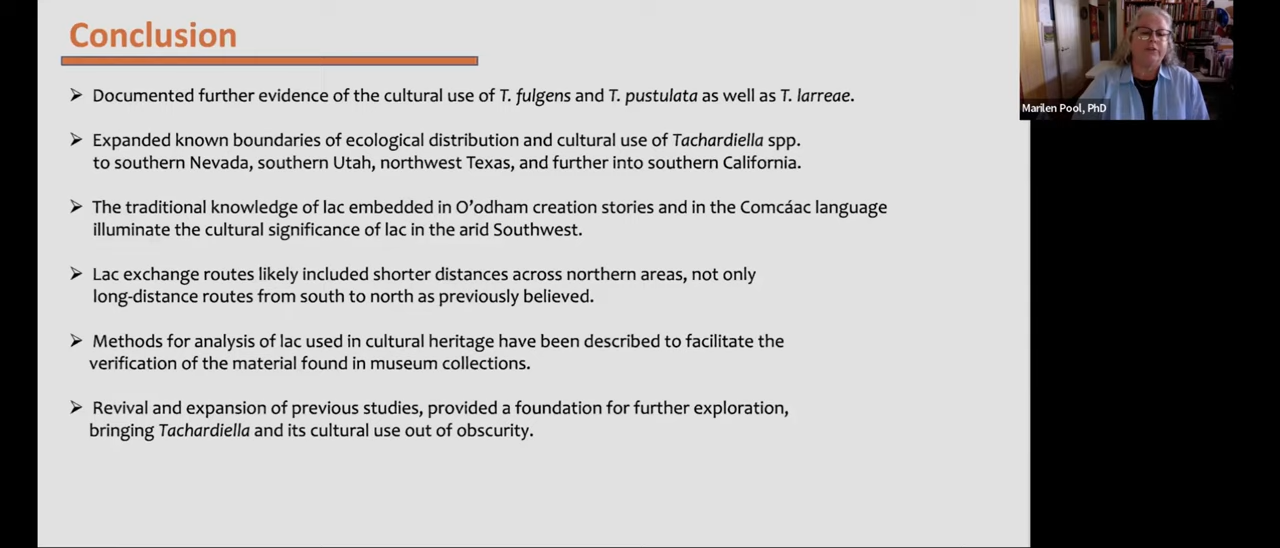 Conclusion
➢ Documented further evidence of the cultural use of T. fulgens and T. pustulata as well as T. larreae.
➢ Expanded known boundaries of ecological distribution and cultural use of Tachardiella spp.
to southern Nevada, southern Utah, northwest Texas, and further into southern California.
➢ The traditional knowledge of lac embedded in O’odham creation stories and in the Comcáac language
illuminate the cultural significance of lac in the arid Southwest.
➢ Lac exchange routes likely included shorter distances across northern areas, not only
long-distance routes from south to north as previously believed.
➢ Methods for analysis of lac used in cultural heritage have been described to facilitate the
verification of the material found in museum collections.
➢ Revival and expansion of previous studies, provided a foundation for further exploration,
bringing Tachardiella and its cultural use out of obscurity.
Marilen Pool, PhD